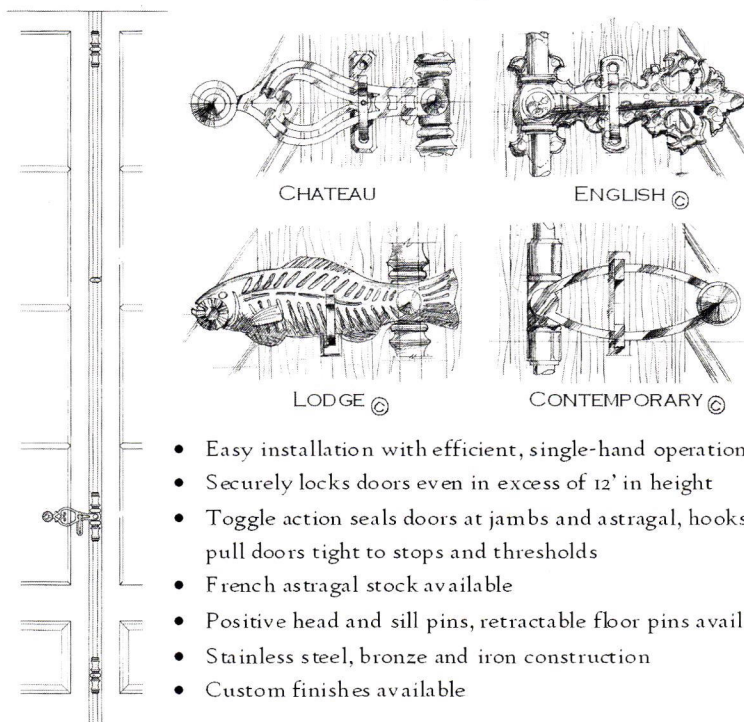 CHATEAU
ENGLISH ©
LODGE ©
CONTEMPORARY ©
• Easy installation with efficient, single-hand operation
• Securely locks doors even in excess of 12' in height
• Toggle action seals doors at jambs and astragal, hooks
pull doors tight to stops and thresholds
• French astragal stock available
• Positive head and sill pins, retractable floor pins avail
• Stainless steel, bronze and iron construction
• Custom finishes available